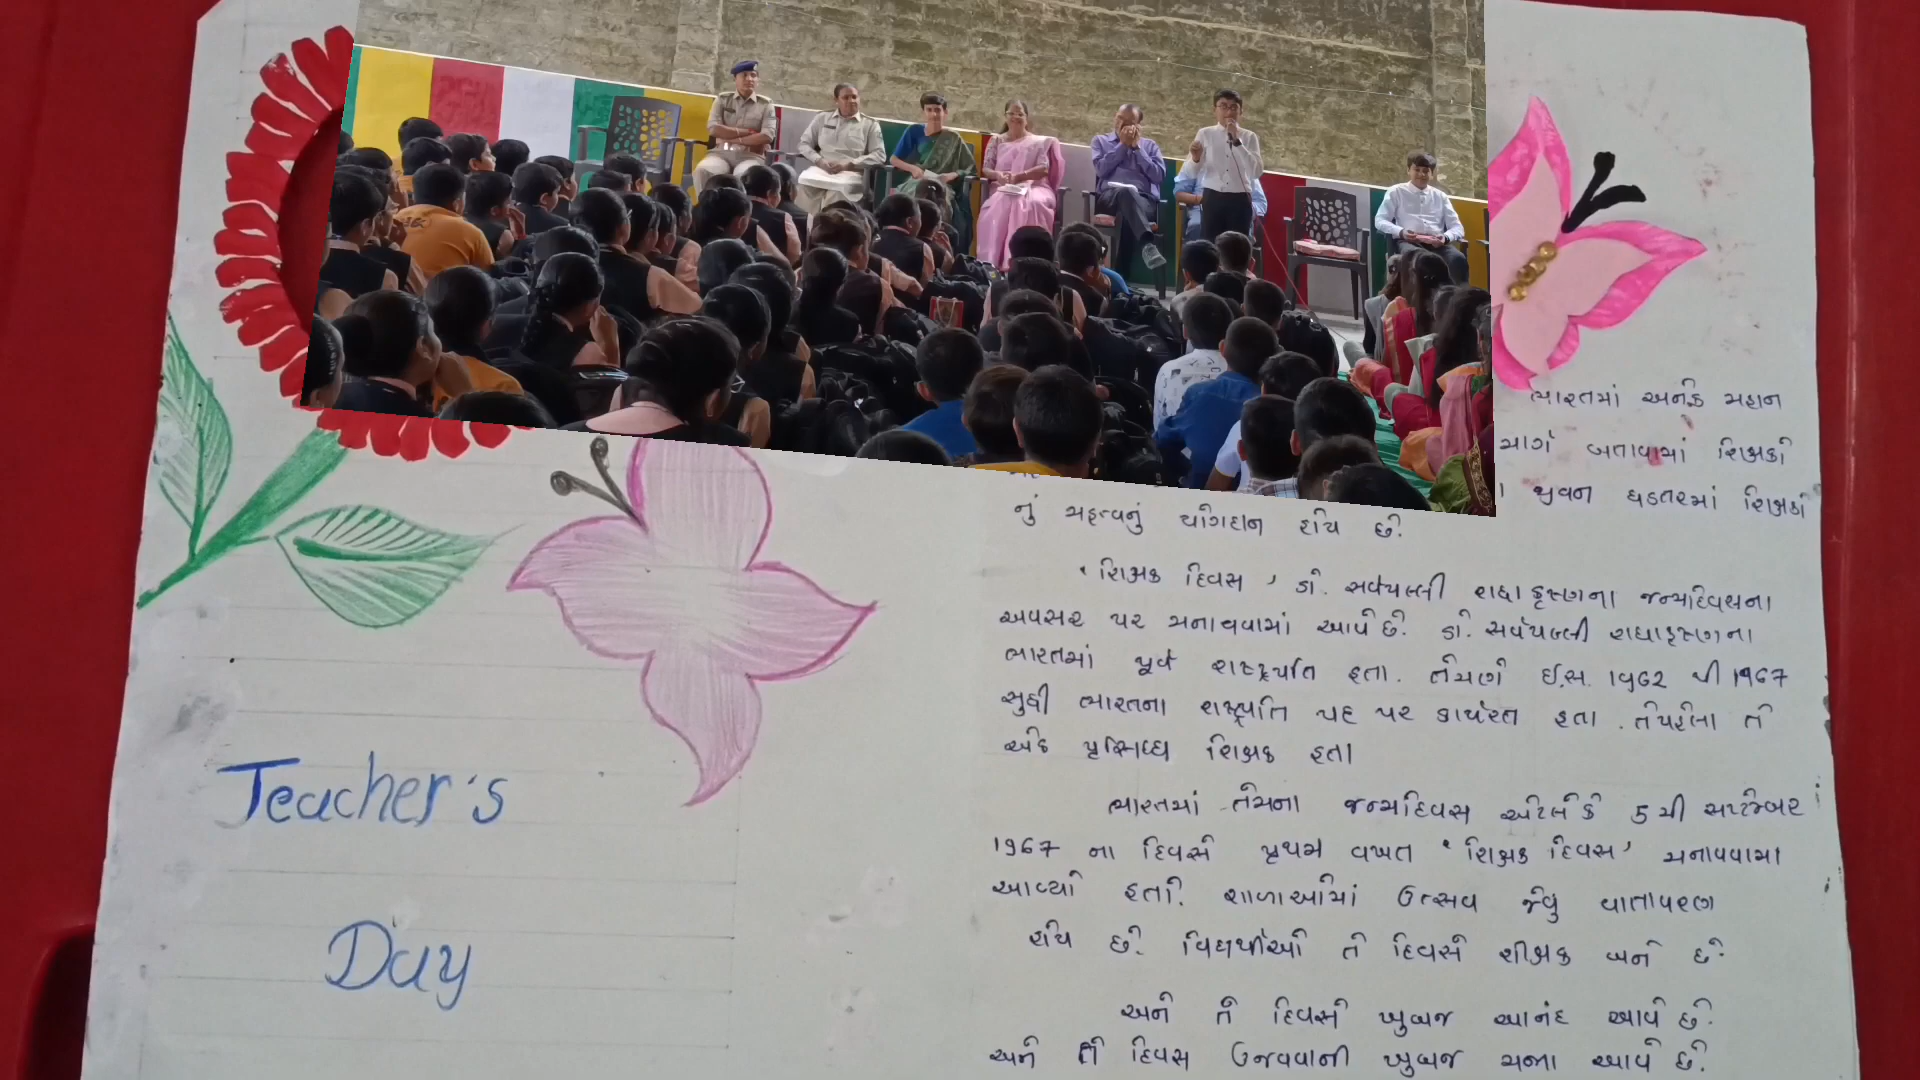 ભારતમાં અનેક મહાન
માર્ગ બતાવવામાં શિક્ષકો
જીવન ઘડતરમાં શિક્ષકો
નું મહત્વનું યોગદાન હોય છે.
'શિક્ષક દિવસ' ડો. સર્વપલ્લી રાધાકૃષ્ણના જન્મદિવસના
અવસર પર મનાવવામાં આવે છે. ડો. સર્વપલ્લી રાધાકૃષ્ણના
ભારતમાં પૂર્વ રાષ્ટ્રપતિ હતા. તેમણે ઈ.સ. 1962 થી 1967
સુધી ભારતના રાષ્ટ્રપતિ પદ પર કાર્યરત હતા. તેપહેલા તે
એક પ્રસિધ્ધ શિક્ષક હતા
ભારતમાં તેમના જન્મદિવસ એટલે કે 5મી સપ્ટેમ્બર
1967 ના દિવસે પ્રથમ વખત 'શિક્ષક દિવસ' મનાવવામાં
આવ્યો હતો. શાળાઓમાં ઉત્સવ જેવું વાતાવરણ
હોય છે. વિદ્યર્થીઓ તે દિવસે શીક્ષક બને છે.
અને તે દિવસે ખુબજ આનંદ આવે છે.
અને તે દિવસ ઉજવવાની ખુબજ મજા આવે છે.
Teacher's
Day